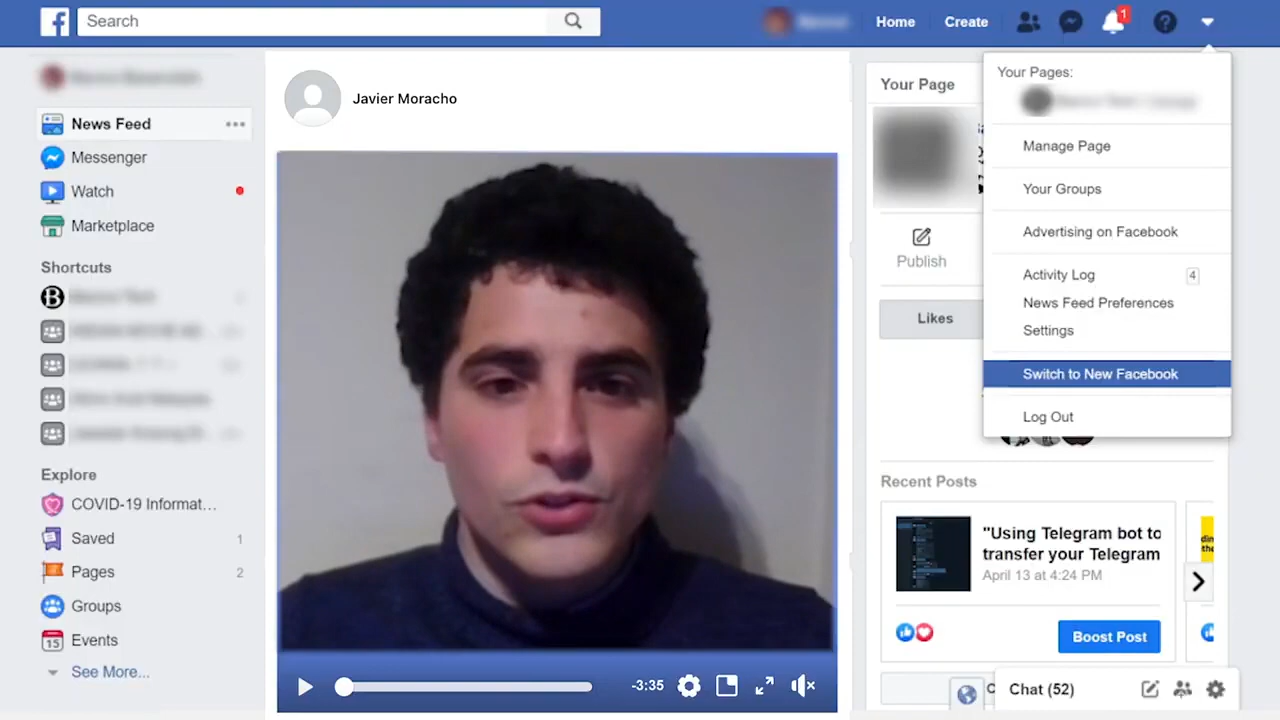 f
Search
Home
Create
1
News Feed
Messenger
Watch
Marketplace
Shortcuts
B
Explore
COVID-19 Informat...
Saved 1
Pages 2
Groups
15 Events
See More...
Javier Moracho
-3:35
Your Page
Publish
Likes
Your Pages:
Manage Page
Your Groups
Advertising on Facebook
Activity Log 4
News Feed Preferences
Settings
Switch to New Facebook
Log Out
Recent Posts
"Using Telegram bot to
transfer your Telegram
April 13 at 4:24 PM
Boost Post
Chat (52)